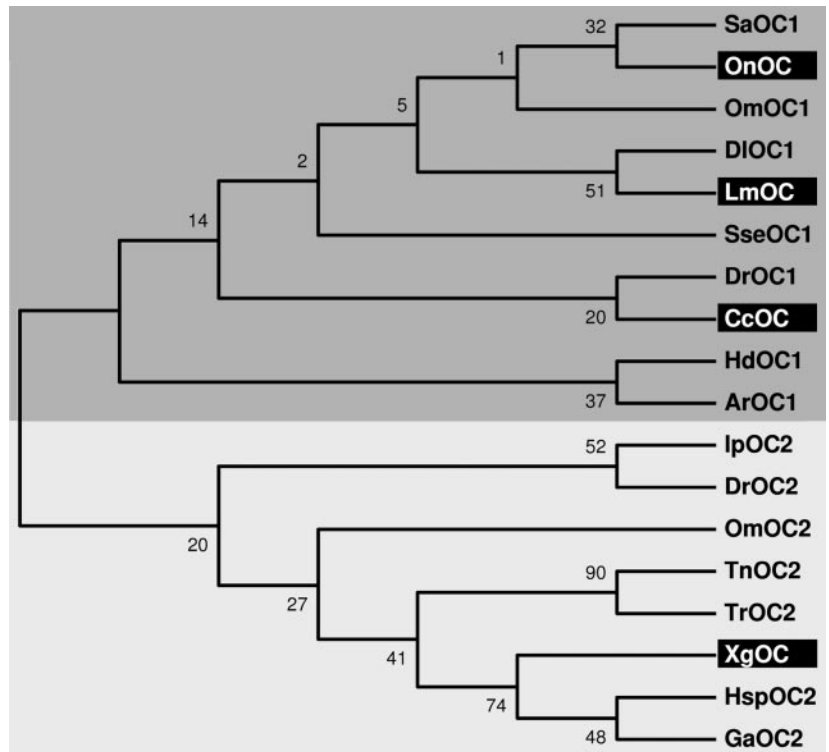 32
SaOC1
OnOC
1
OmOC1
5
DlOC1
51
LmOC
2
SseOC1
14
DrOC1
20
CcOC
HdOC1
37
ArOC1
52
IpOC2
DrOC2
20
OmOC2
90
TnOC2
27
TrOC2
41
XgOC
74
HspOC2
48
GaOC2